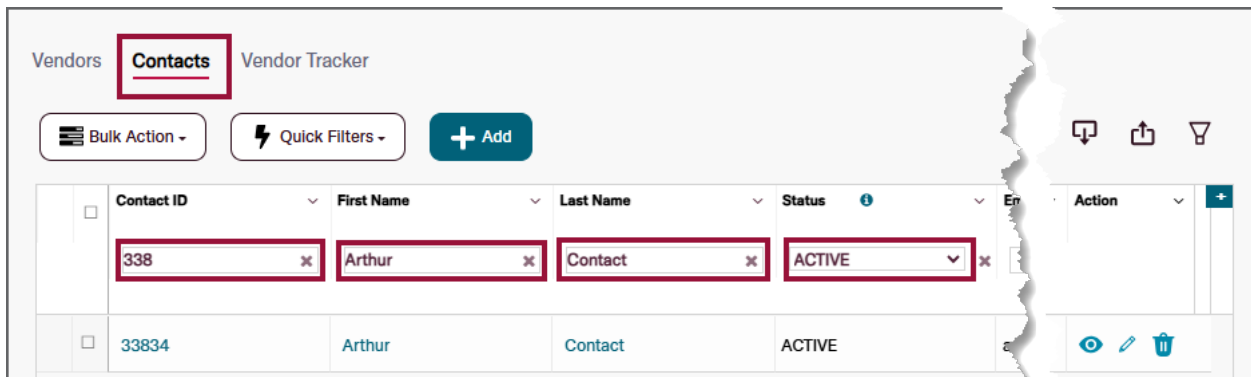 Vendors Contacts Vendor Tracker
Bulk Action Quick Filters Add
Contact ID First Name Last Name Status Action
338 Arthur Contact ACTIVE
33834 Arthur Contact ACTIVE